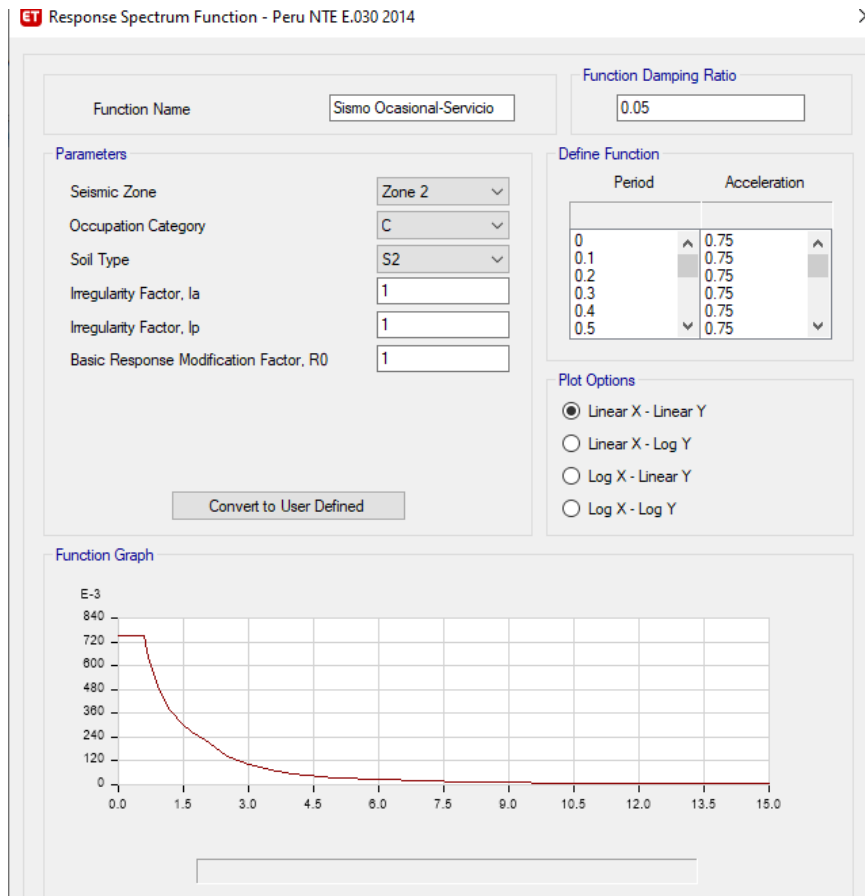 ET Response Spectrum Function - Peru NTE E.030 2014
Function Damping Ratio
Function Name Sismo Ocasional-Servicio 0.05
Parameters
Seismic Zone Zone 2
Occupation Category C
Soil Type S2
Irregularity Factor, Ia 1
Irregularity Factor, Ip 1
Basic Response Modification Factor, R0 1
Convert to User Defined
Define Function
Period Acceleration
0 0.75
0.1 0.75
0.2 0.75
0.3 0.75
0.4 0.75
0.5 0.75
Plot Options
Linear X - Linear Y
Linear X - Log Y
Log X - Linear Y
Log X - Log Y
Function Graph
E-3
840
720
600
480
360
240
120
0
0.0 1.5 3.0 4.5 6.0 7.5 9.0 10.5 12.0 13.5 15.0